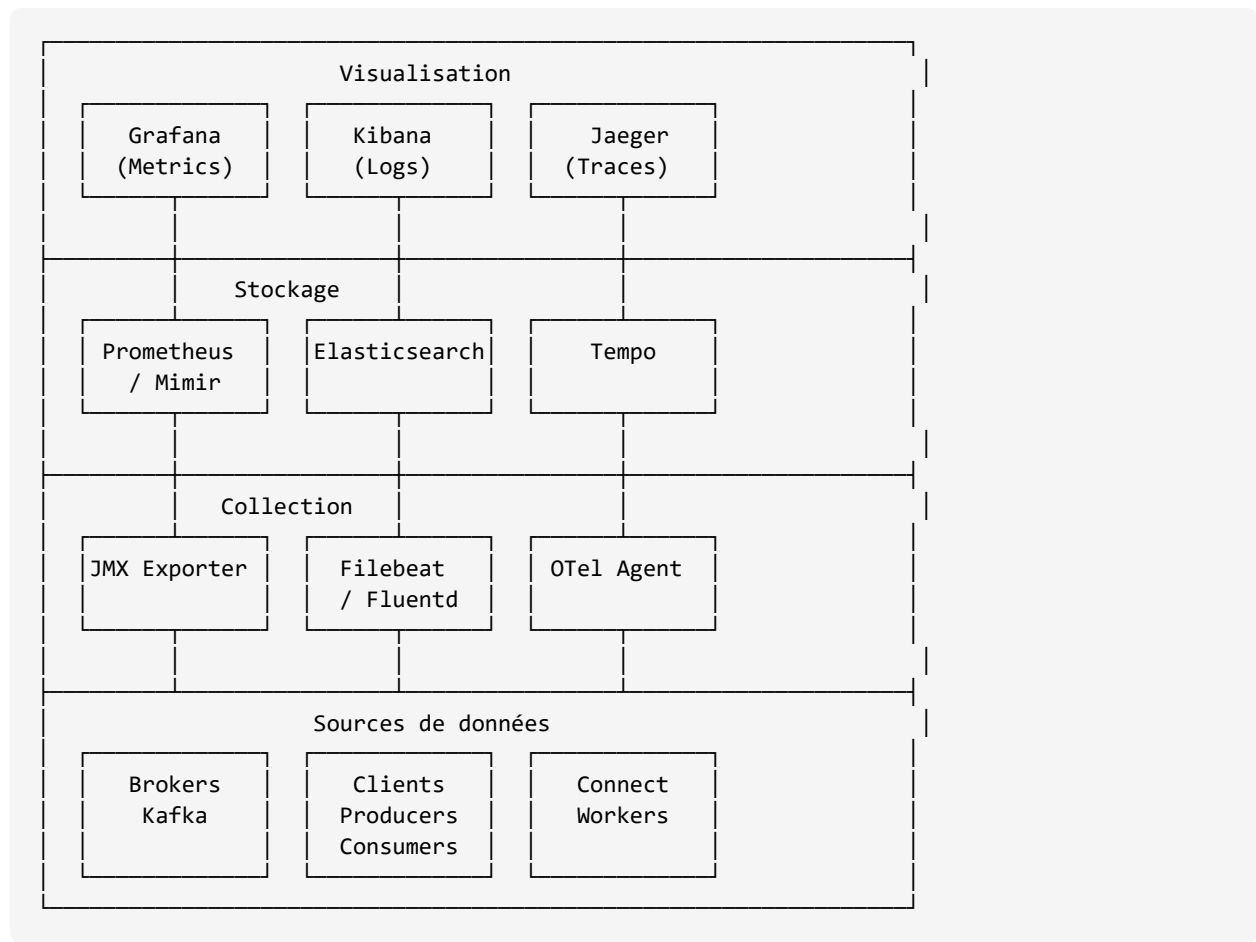 Visualisation
Grafana Kibana Jaeger
(Metrics) (Logs) (Traces)
Stockage
Prometheus Elasticsearch Tempo
/ Mimir
Collection
JMX Exporter Filebeat OTel Agent
/ Fluentd
Sources de données
Brokers Clients Connect
Kafka Producers Workers
Consumers